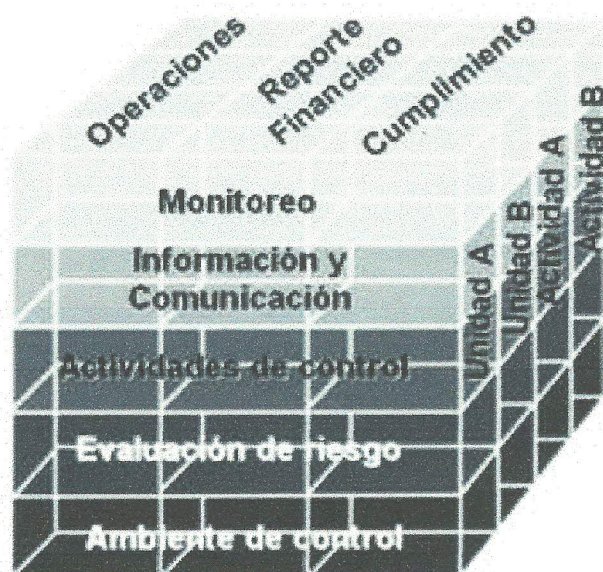 Operaciones
Reporte
Financiero
Cumplimiento
Monitoreo
Información y
Comunicación
Actividades de control
Evaluación de riesgo
Ambiente de control
Unidad A
Unidad B
Actividad A
Actividad B